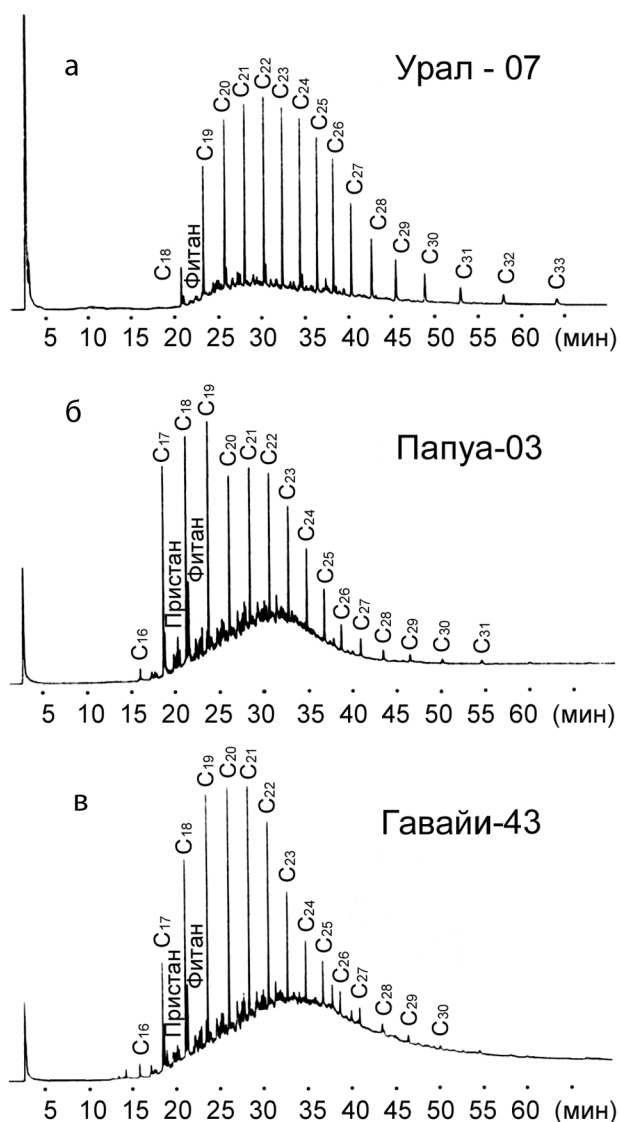 а
Урал - 07
C18
Фитан
C19
C20
C21
C22
C23
C24
C25
C26
C27
C28
C29
C30
C31
C32
C33
5 10 15 20 25 30 35 40 45 50 55 60 (мин)
б
Папуа-03
C16
C17
Пристан
C18
Фитан
C19
C20
C21
C22
C23
C24
C25
C26
C27
C28
C29
C30
C31
5 10 15 20 25 30 35 40 45 50 55 60 (мин)
в
Гавайи-43
C16
C17
Пристан
C18
Фитан
C19
C20
C21
C22
C23
C24
C25
C26
C27
C28
C29
C30
5 10 15 20 25 30 35 40 45 50 55 60 (мин)